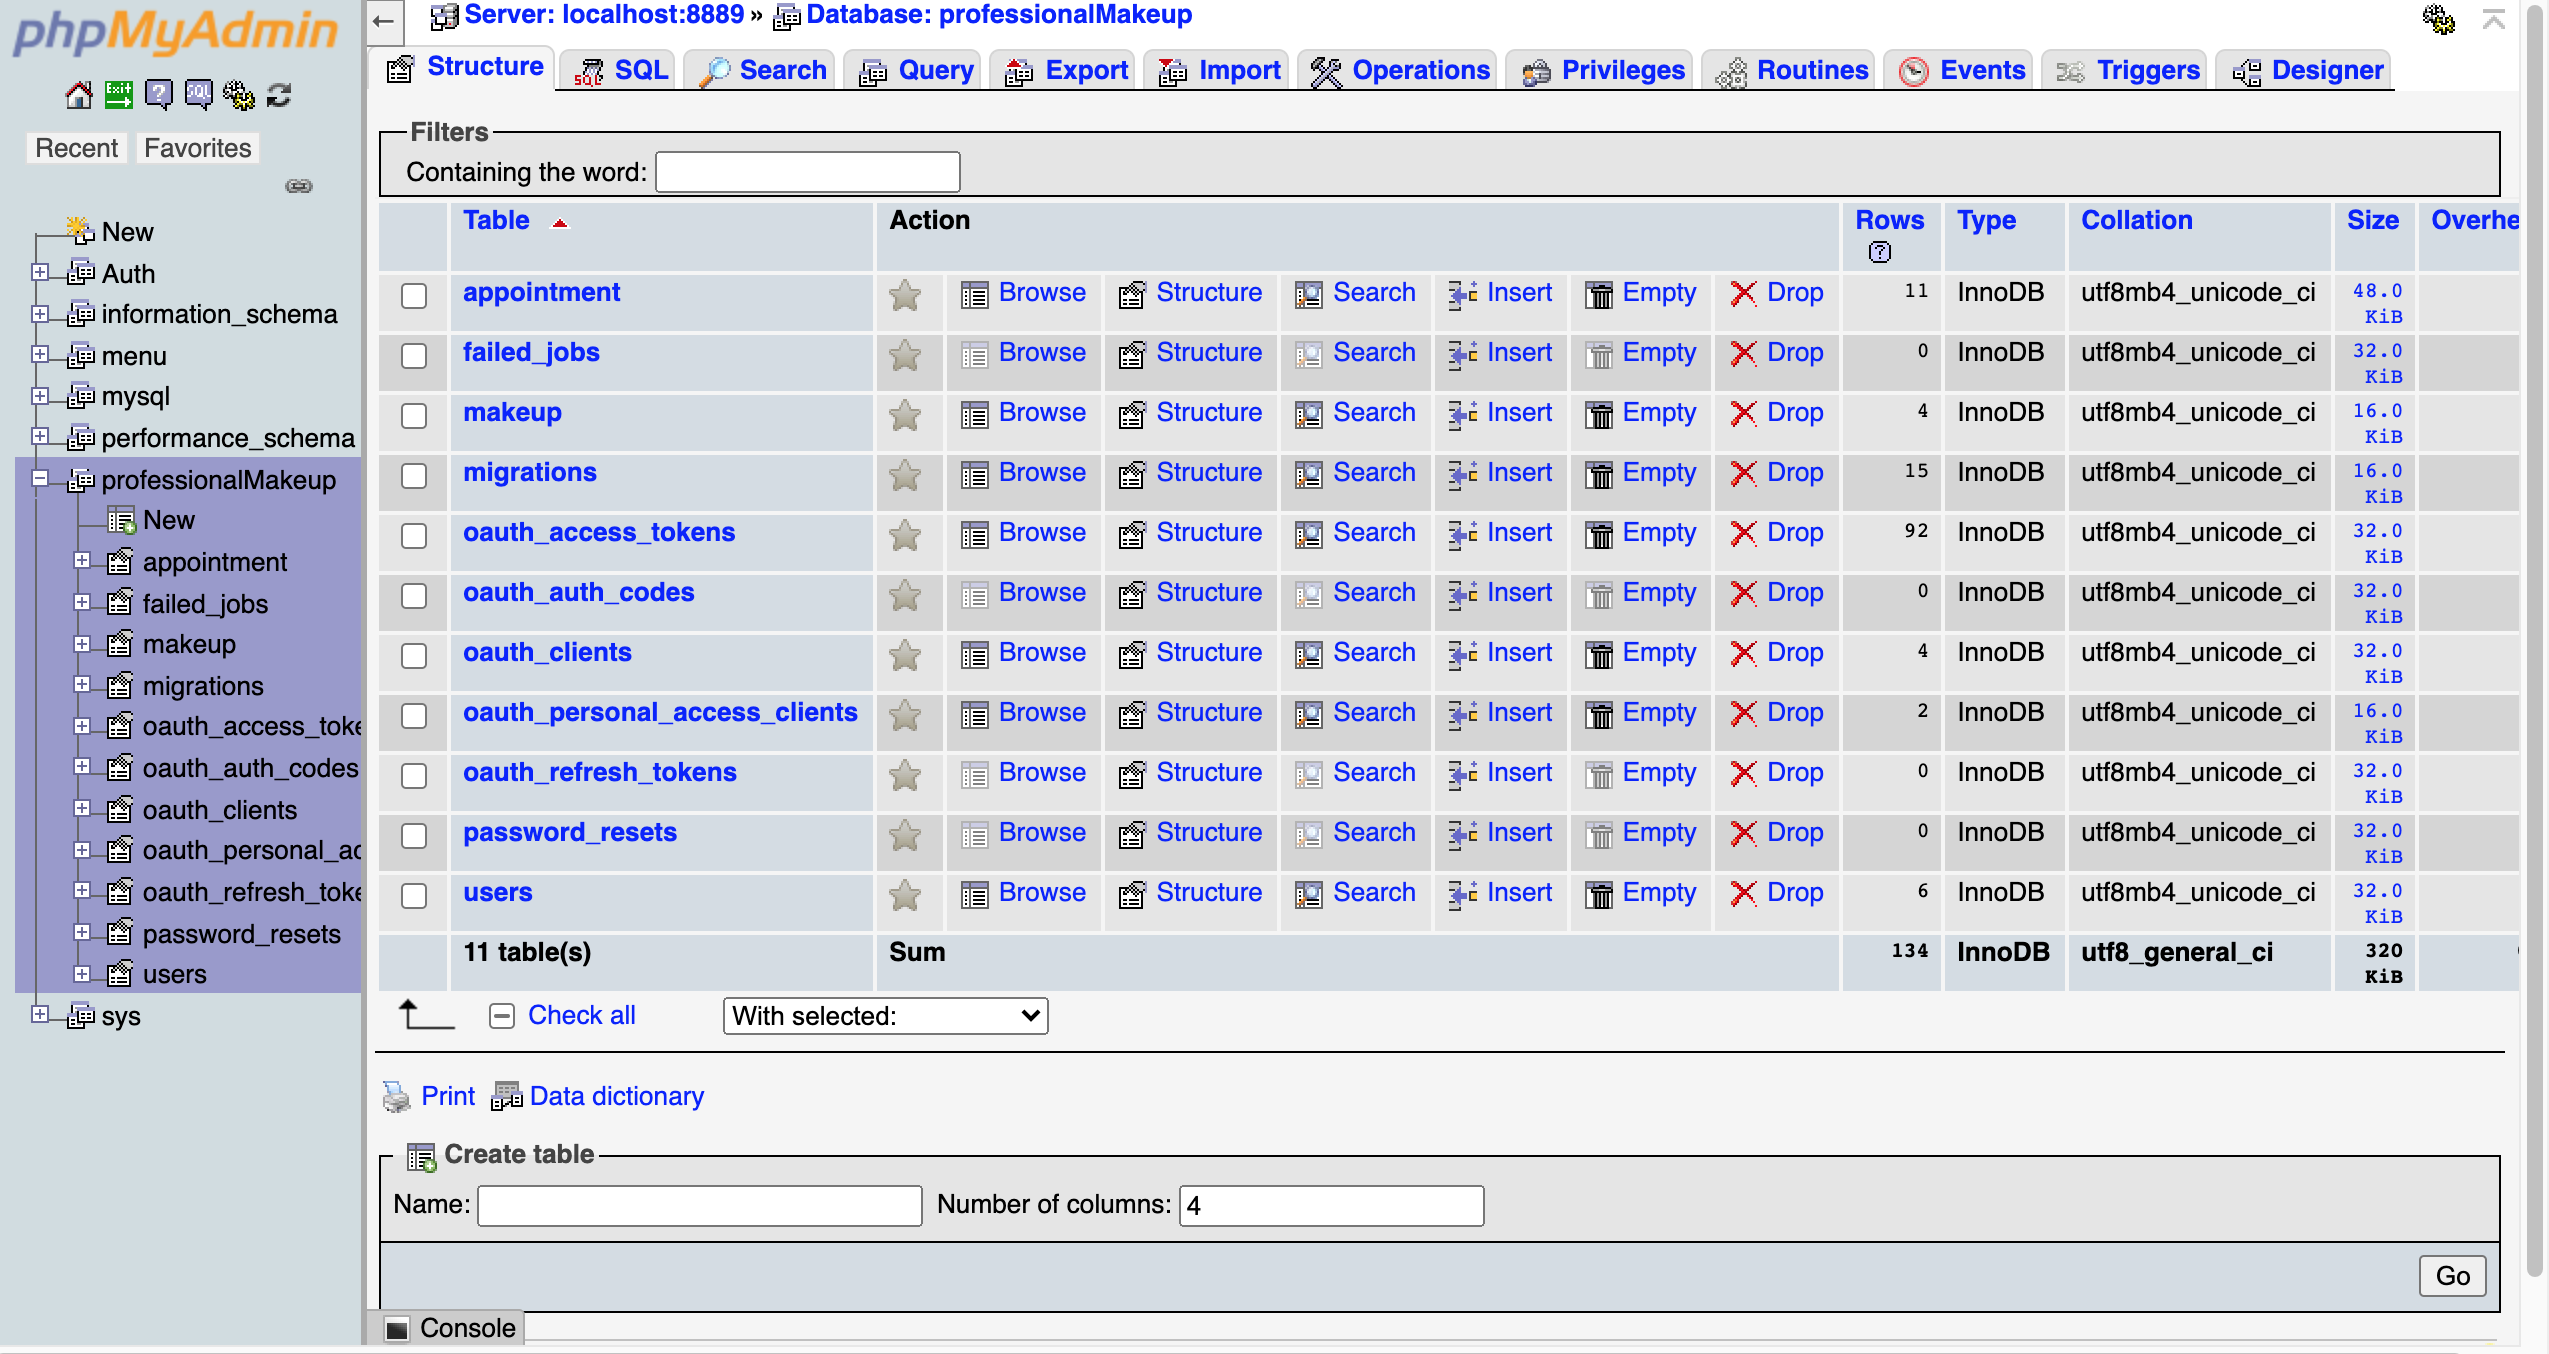 phpMyAdmin
Exit
SQL
Recent Favorites
New
Auth
information_schema
menu
mysql
performance_schema
professionalMakeup
New
appointment
failed_jobs
makeup
migrations
oauth_access_toke
oauth_auth_codes
oauth_clients
oauth_personal_ac
oauth_refresh_toke
password_resets
users
sys
Server: localhost:8889 » Database: professionalMakeup
Structure SQL Search Query Export Import Operations Privileges Routines Events Triggers Designer
Filters
Containing the word:
Table Action Rows Type Collation Size Overhe
appointment Browse Structure Search Insert Empty Drop 11 InnoDB utf8mb4_unicode_ci 48.0 KiB
failed_jobs Browse Structure Search Insert Empty Drop 0 InnoDB utf8mb4_unicode_ci 32.0 KiB
makeup Browse Structure Search Insert Empty Drop 4 InnoDB utf8mb4_unicode_ci 16.0 KiB
migrations Browse Structure Search Insert Empty Drop 15 InnoDB utf8mb4_unicode_ci 16.0 KiB
oauth_access_tokens Browse Structure Search Insert Empty Drop 92 InnoDB utf8mb4_unicode_ci 32.0 KiB
oauth_auth_codes Browse Structure Search Insert Empty Drop 0 InnoDB utf8mb4_unicode_ci 32.0 KiB
oauth_clients Browse Structure Search Insert Empty Drop 4 InnoDB utf8mb4_unicode_ci 32.0 KiB
oauth_personal_access_clients Browse Structure Search Insert Empty Drop 2 InnoDB utf8mb4_unicode_ci 16.0 KiB
oauth_refresh_tokens Browse Structure Search Insert Empty Drop 0 InnoDB utf8mb4_unicode_ci 32.0 KiB
password_resets Browse Structure Search Insert Empty Drop 0 InnoDB utf8mb4_unicode_ci 32.0 KiB
users Browse Structure Search Insert Empty Drop 6 InnoDB utf8mb4_unicode_ci 32.0 KiB
11 table(s) Sum 134 InnoDB utf8_general_ci 320 KiB
Check all With selected:
Print Data dictionary
Create table
Name: Number of columns: 4
Go
Console